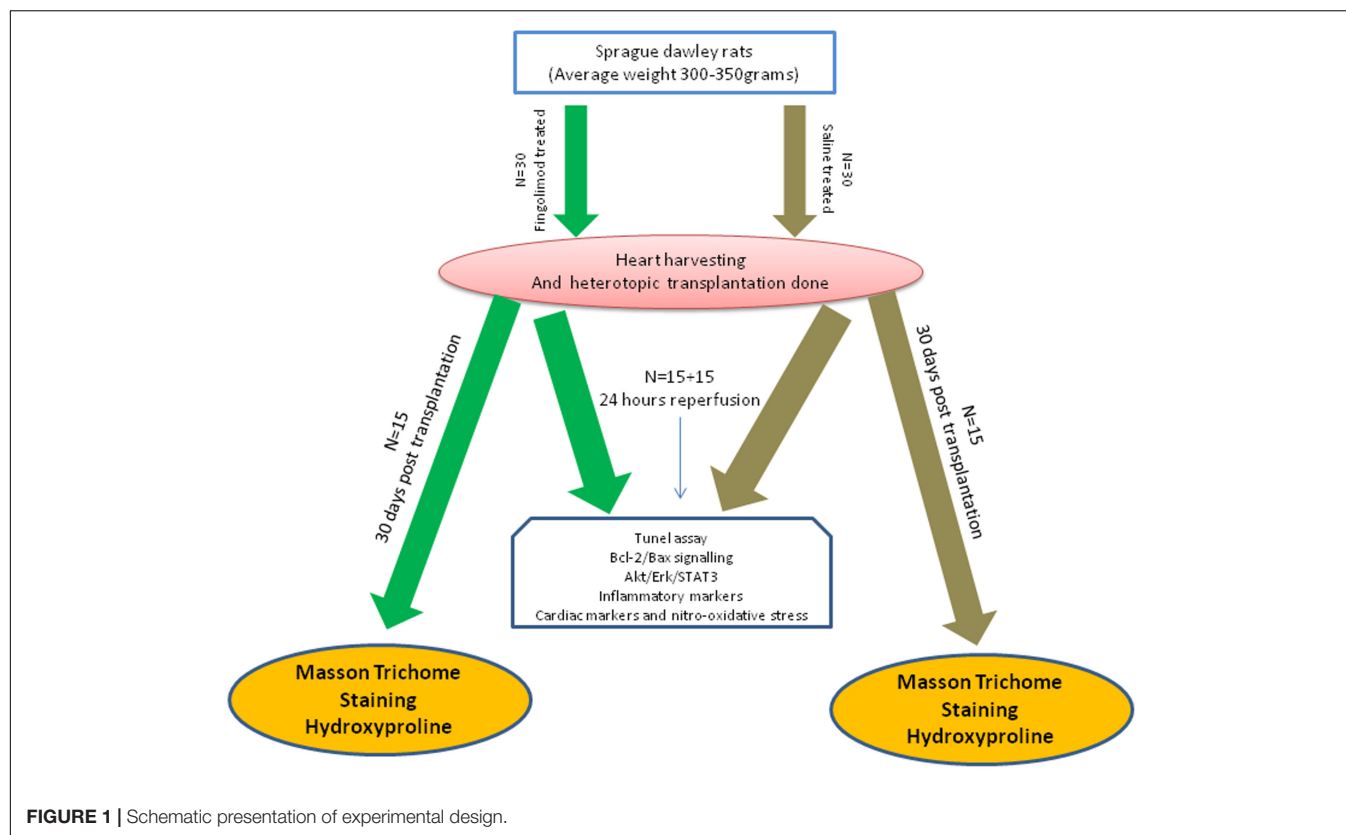 Sprague dawley rats
(Average weight 300-350grams)
N=30
Fingolimod treated
N=30
Saline treated
Heart harvesting
And heterotopic transplantation done
N=15
30 days post transplantation
N=15+15
24 hours reperfusion
N=15
30 days post transplantation
Tunel assay
Bcl-2/Bax signalling
Akt/Erk/STAT3
Inflammatory markers
Cardiac markers and nitro-oxidative stress
Masson Trichome
Staining
Hydroxyproline
Masson Trichome
Staining
Hydroxyproline
FIGURE 1 | Schematic presentation of experimental design.